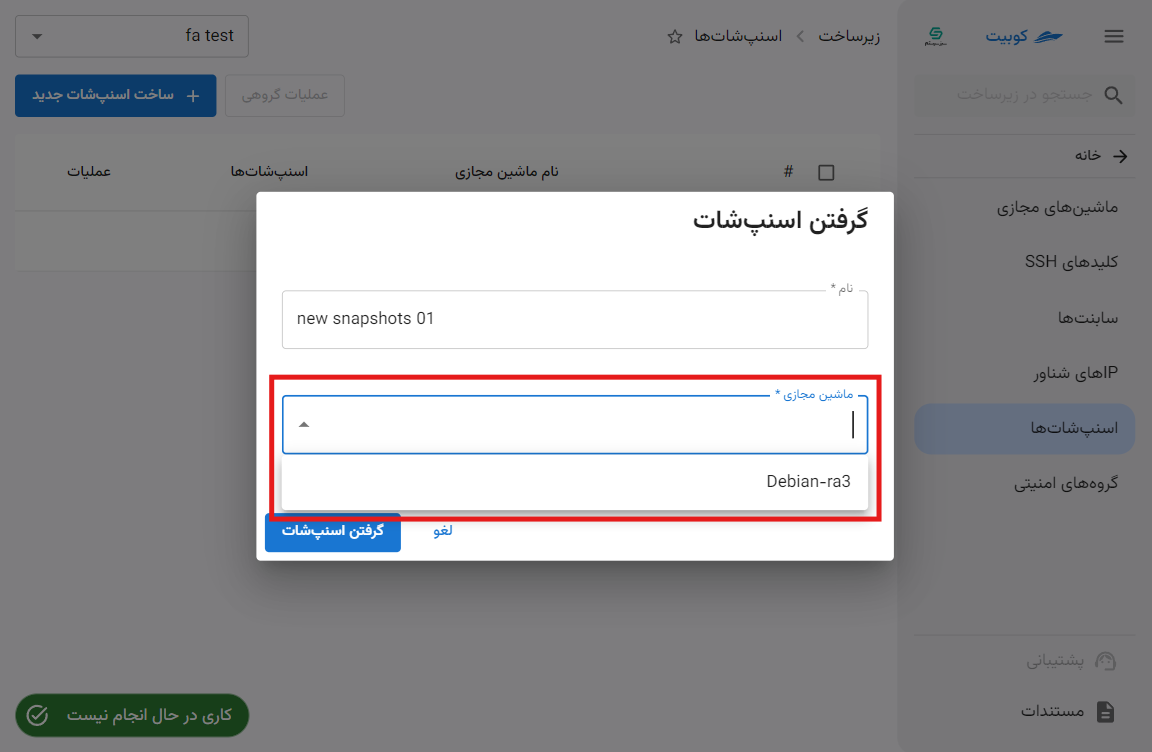 کوبیت
زیرساخت
اسنپ‌شات‌ها
fa test
جستجو در زیرساخت
خانه
ماشین‌های مجازی
کلیدهای SSH
سابنت‌ها
IPهای شناور
اسنپ‌شات‌ها
گروه‌های امنیتی
پشتیبانی
مستندات
عملیات گروهی
ساخت اسنپ‌شات جدید
#
نام ماشین مجازی
اسنپ‌شات‌ها
عملیات
گرفتن اسنپ‌شات
نام *
new snapshots 01
ماشین مجازی *
Debian-ra3
لغو
گرفتن اسنپ‌شات
کاری در حال انجام نیست